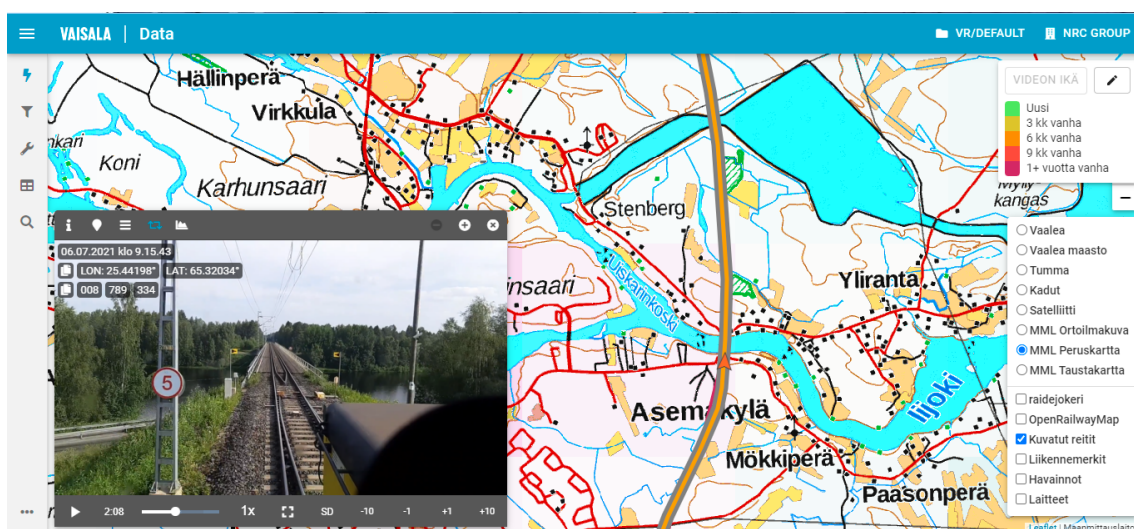 VAISALA | Data
VR/DEFAULT
NRC GROUP
VIDEON IKÄ
Uusi
3 kk vanha
6 kk vanha
9 kk vanha
1+ vuotta vanha
Hällinperä
Virkkula
Koni
Karhunsaari
Stenberg
kangas
Uiskarinkoski
Yliranta
Iijoki
Asemakylä
Mökkiperä
Paasonperä
06.07.2021 klo 9.15.43
LON: 25.44198° LAT: 65.32034°
008 789 334
5
2:08
1x
SD
-10
-1
+1
+10
Vaalea
Vaalea maasto
Tumma
Kadut
Satelliitti
MML Ortoilmakuva
MML Peruskartta
MML Taustakartta
raidejokeri
OpenRailwayMap
Kuvatut reitit
Liikennemerkit
Havainnot
Laitteet